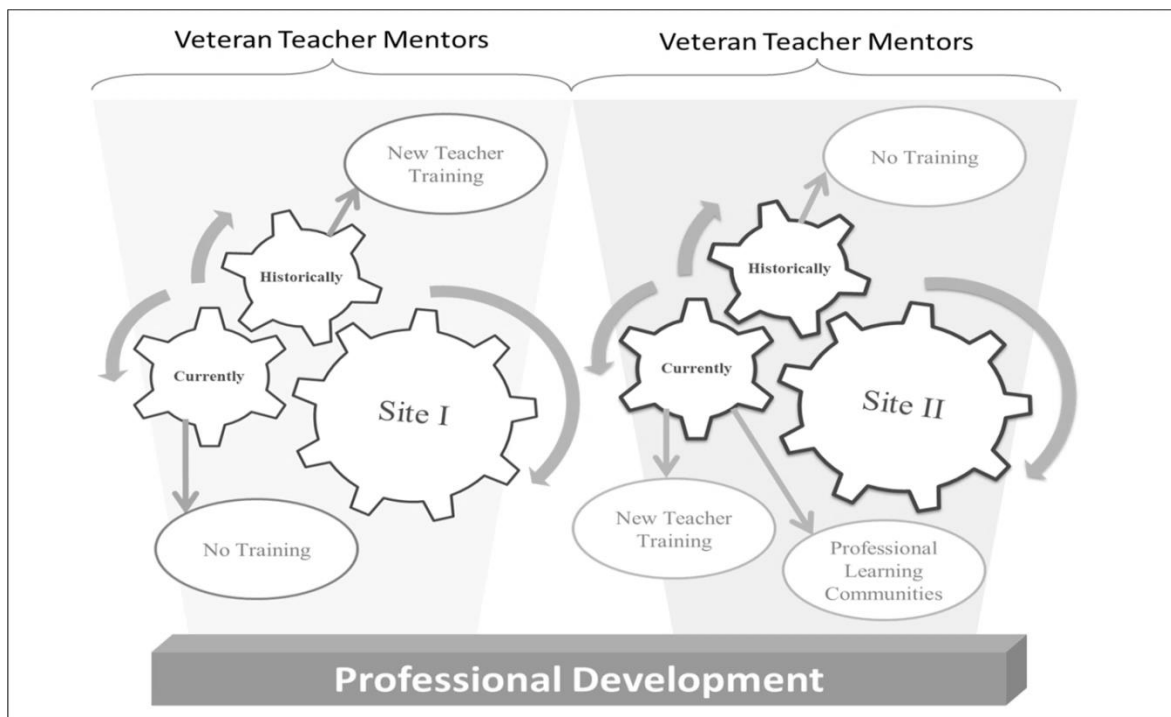 Veteran Teacher Mentors
Veteran Teacher Mentors
New Teacher
Training
Historically
Currently
Site I
No Training
No Training
Historically
Currently
Site II
New Teacher
Training
Professional
Learning
Communities
Professional Development